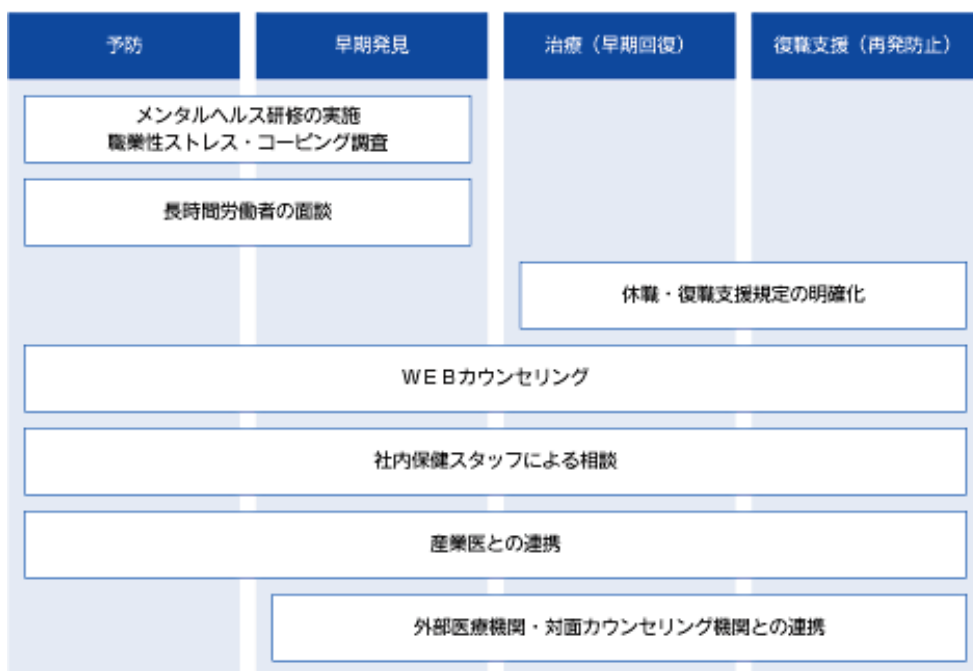 予防
早期発見
治療（早期回復）
復職支援（再発防止）
メンタルヘルス研修の実施
職業性ストレス・コーピング調査
長時間労働者の面談
休職・復職支援規定の明確化
ＷＥＢカウンセリング
社内保健スタッフによる相談
産業医との連携
外部医療機関・対面カウンセリング機関との連携